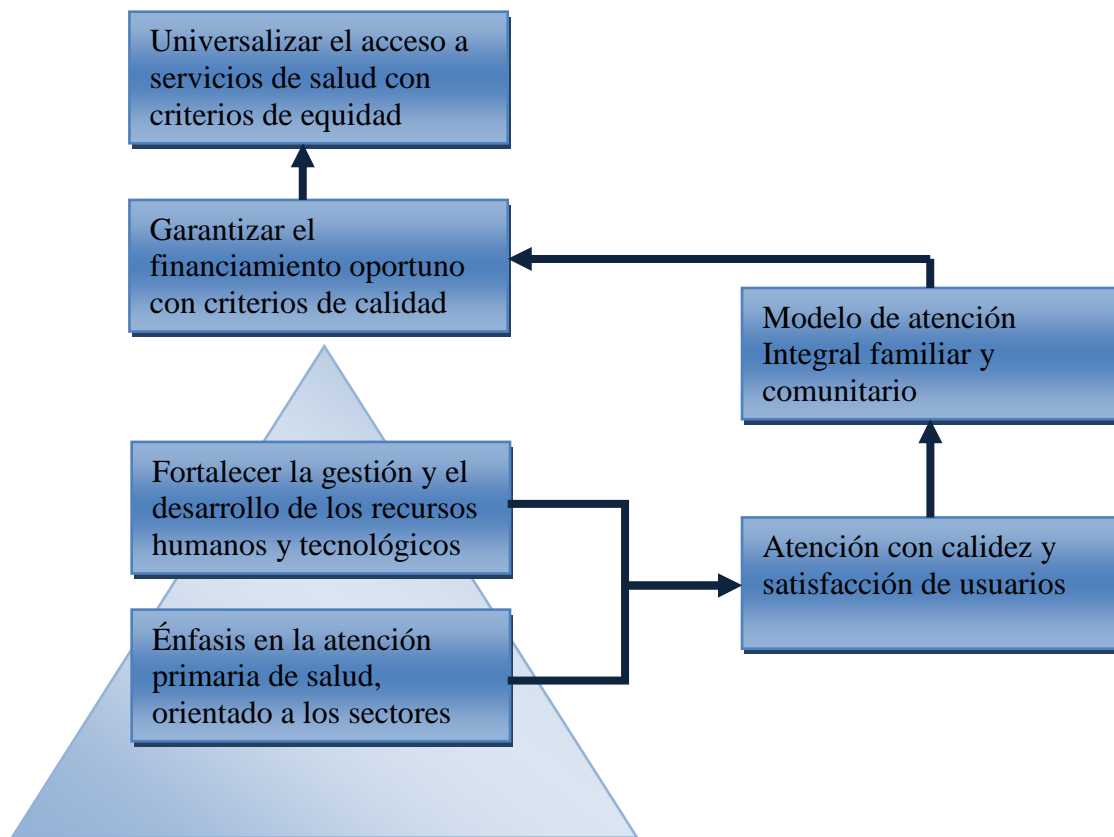 Universalizar el acceso a
servicios de salud con
criterios de equidad
Garantizar el
financiamiento oportuno
con criterios de calidad
Modelo de atención
Integral familiar y
comunitario
Fortalecer la gestión y el
desarrollo de los recursos
humanos y tecnológicos
Atención con calidez y
satisfacción de usuarios
Énfasis en la atención
primaria de salud,
orientado a los sectores